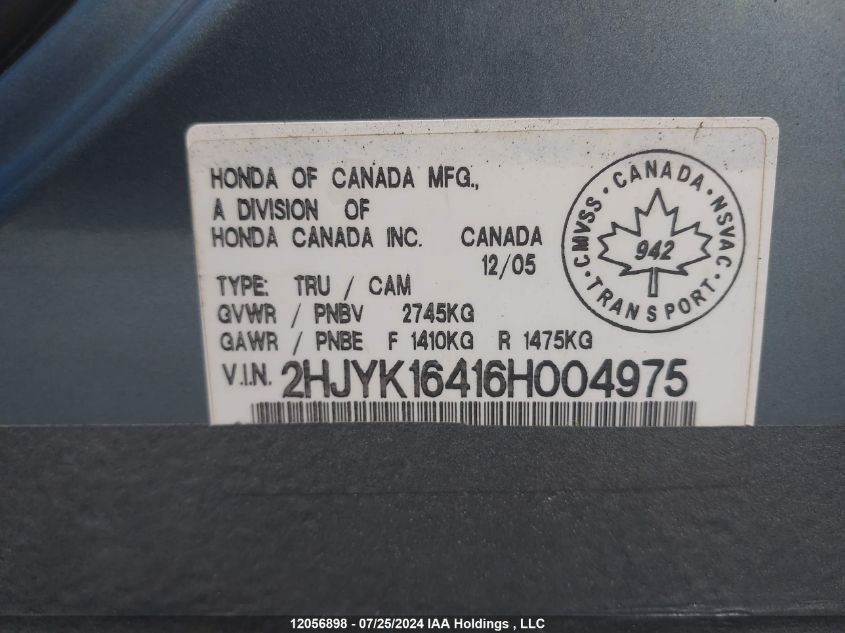 HONDA OF CANADA MFG.,
A DIVISION OF
HONDA CANADA INC. CANADA
12/05
TYPE: TRU / CAM
GVWR / PNBV 2745KG
GAWR / PNBE F 1410KG R 1475KG
V.I.N. 2HJYK16416H004975
CMVSS · CANADA · NSVAC · TRANSPORT ·
942
12056898 - 07/25/2024 IAA Holdings , LLC